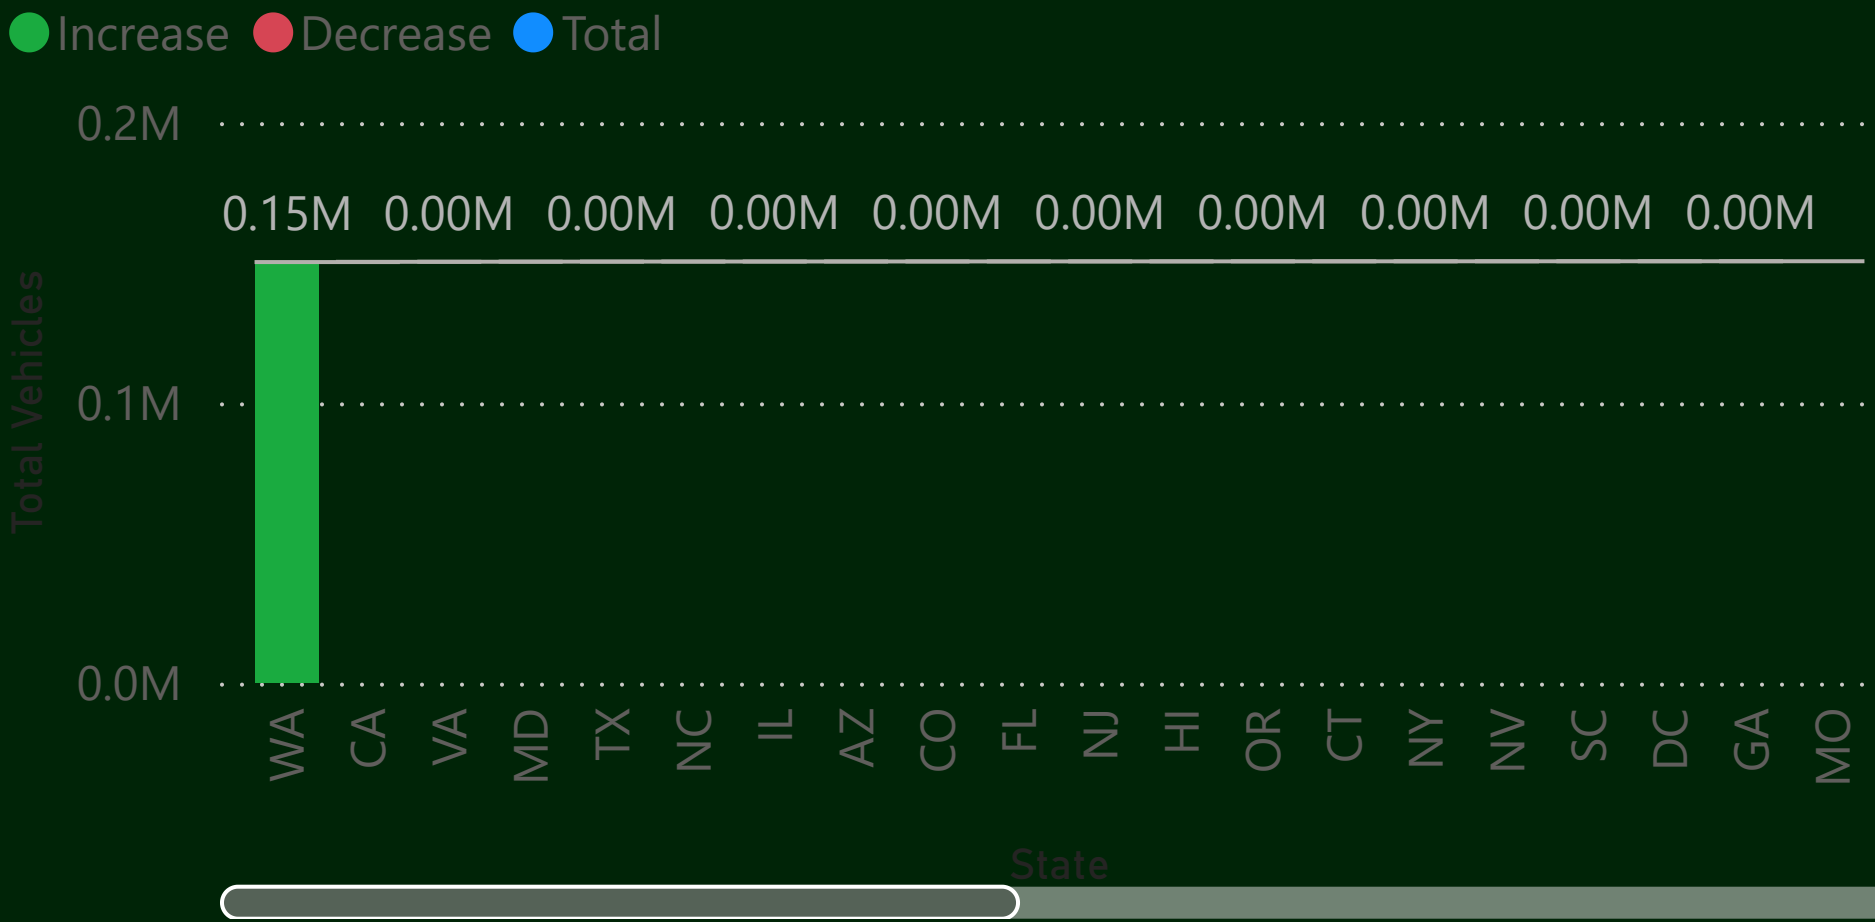 Increase Decrease Total
0.2M
0.15M 0.00M 0.00M 0.00M 0.00M 0.00M 0.00M 0.00M 0.00M 0.00M
Total Vehicles
0.1M
0.0M
WA CA VA MD TX NC IL AZ CO FL NJ HI OR CT NY NV SC DC GA MO
State